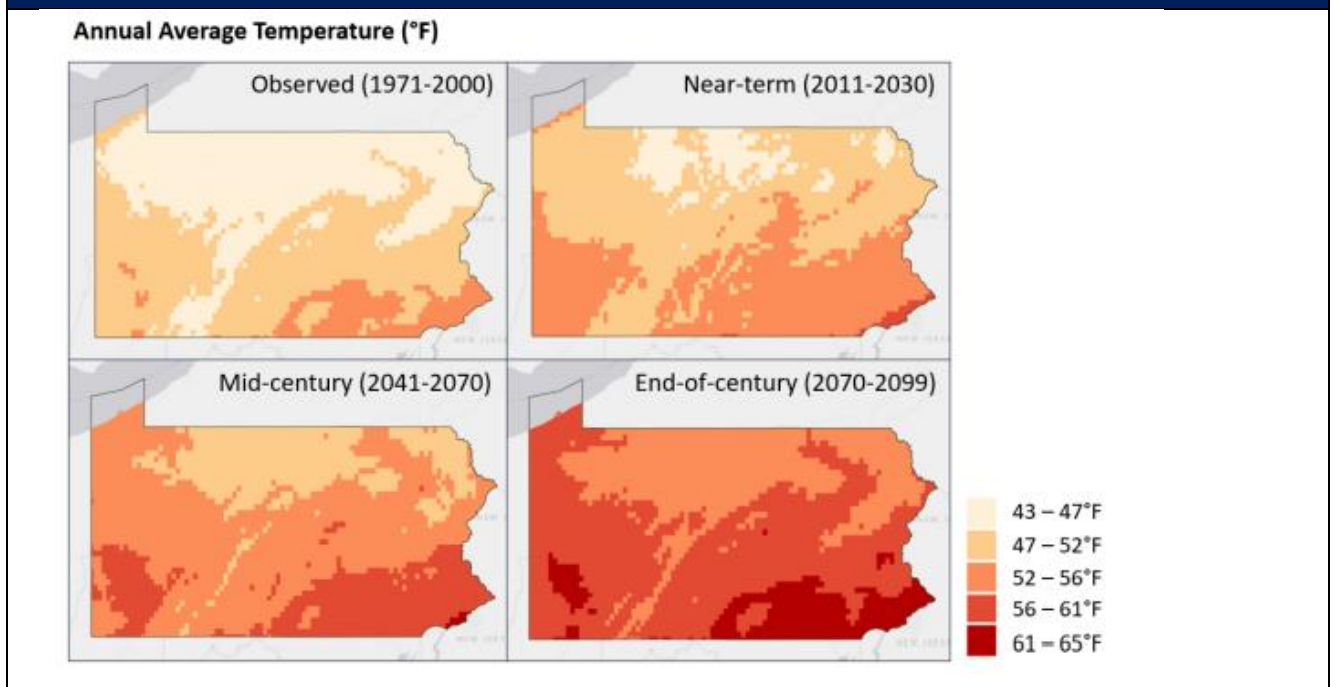 Annual Average Temperature (°F)
Observed (1971-2000)
Near-term (2011-2030)
Mid-century (2041-2070)
End-of-century (2070-2099)
43 – 47°F
47 – 52°F
52 – 56°F
56 – 61°F
61 – 65°F